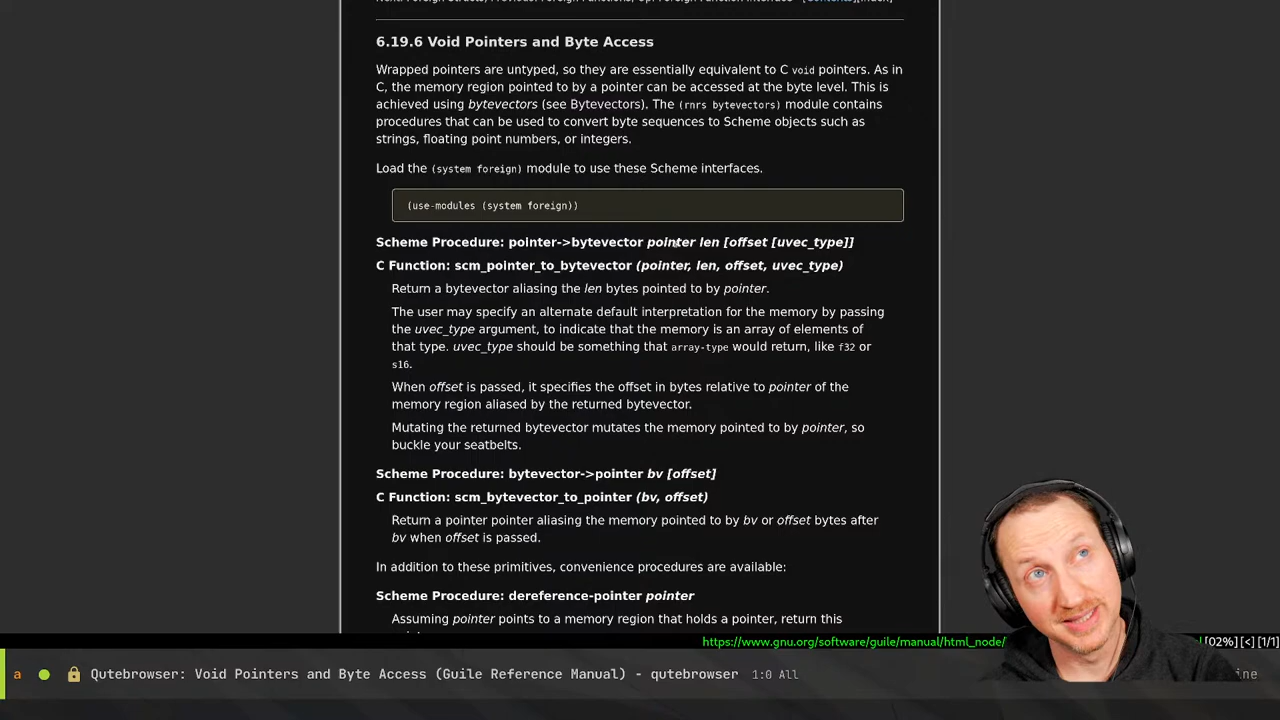 6.19.6 Void Pointers and Byte Access
Wrapped pointers are untyped, so they are essentially equivalent to C void pointers. As in
C, the memory region pointed to by a pointer can be accessed at the byte level. This is
achieved using bytevectors (see Bytevectors). The (rnrs bytevectors) module contains
procedures that can be used to convert byte sequences to Scheme objects such as
strings, floating point numbers, or integers.
Load the (system foreign) module to use these Scheme interfaces.
(use-modules (system foreign))
Scheme Procedure: pointer->bytevector pointer len [offset [uvec_type]]
C Function: scm_pointer_to_bytevector (pointer, len, offset, uvec_type)
Return a bytevector aliasing the len bytes pointed to by pointer.
The user may specify an alternate default interpretation for the memory by passing
the uvec_type argument, to indicate that the memory is an array of elements of
that type. uvec_type should be something that array-type would return, like f32 or
s16.
When offset is passed, it specifies the offset in bytes relative to pointer of the
memory region aliased by the returned bytevector.
Mutating the returned bytevector mutates the memory pointed to by pointer, so
buckle your seatbelts.
Scheme Procedure: bytevector->pointer bv [offset]
C Function: scm_bytevector_to_pointer (bv, offset)
Return a pointer pointer aliasing the memory pointed to by bv or offset bytes after
bv when offset is passed.
In addition to these primitives, convenience procedures are available:
Scheme Procedure: dereference-pointer pointer
Assuming pointer points to a memory region that holds a pointer, return this
https://www.gnu.org/software/guile/manual/html_node/ [02%][<][1/1]
a Qutebrowser: Void Pointers and Byte Access (Guile Reference Manual) - qutebrowser 1:0 All